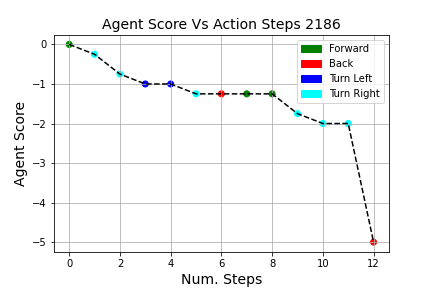 Agent Score Vs Action Steps 2186
Agent Score
0
−1
−2
−3
−4
−5
Forward
Back
Turn Left
Turn Right
0 2 4 6 8 10 12
Num. Steps